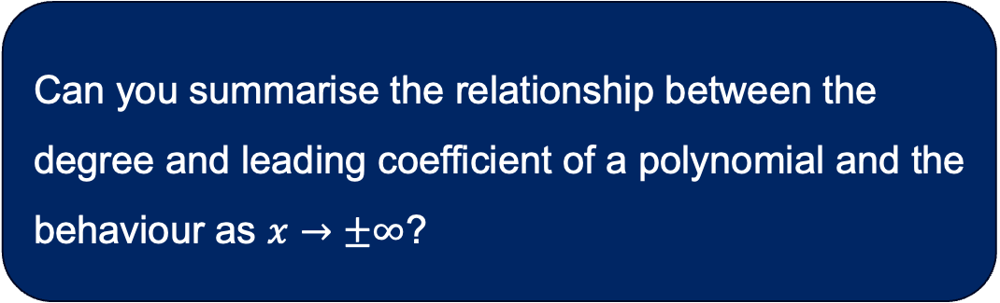 Can you summarise the relationship between the
degree and leading coefficient of a polynomial and the
behaviour as 𝑥 → ±∞?